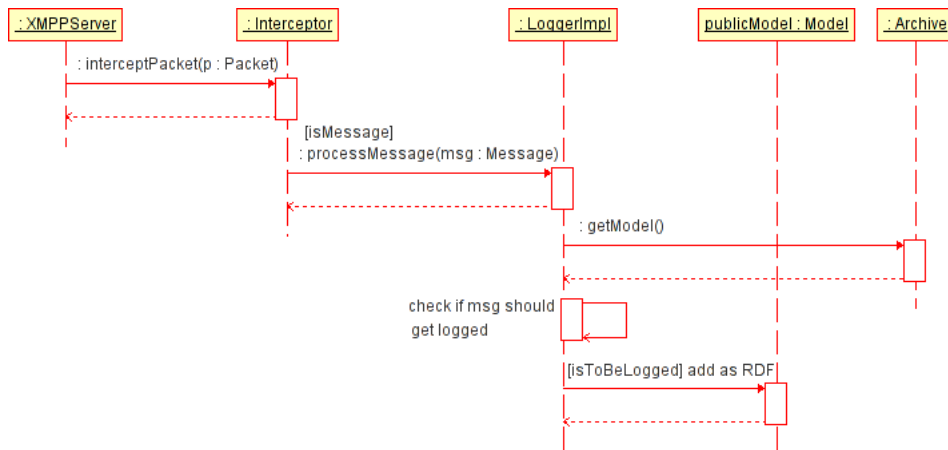 : XMPPServer
: Interceptor
: LoggerImpl
publicModel : Model
: Archive
: interceptPacket(p : Packet)
[isMessage]
: processMessage(msg : Message)
: getModel()
check if msg should
get logged
[isToBeLogged] add as RDF